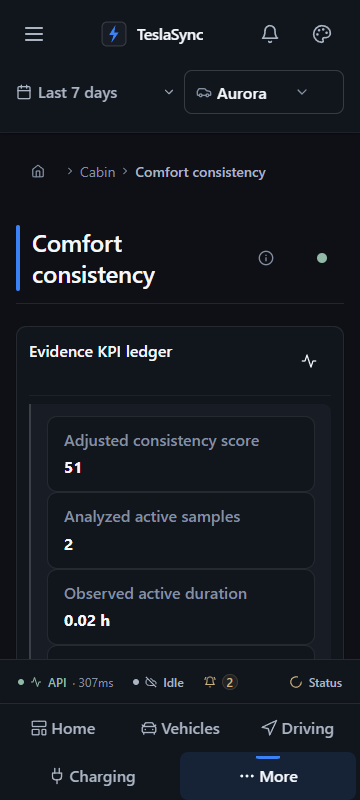 TeslaSync
Last 7 days
Aurora
Cabin
Comfort consistency
Comfort
consistency
Evidence KPI ledger
Adjusted consistency score
51
Analyzed active samples
2
Observed active duration
0.02 h
API · 307ms
Idle
2
Status
Home
Vehicles
Driving
Charging
More